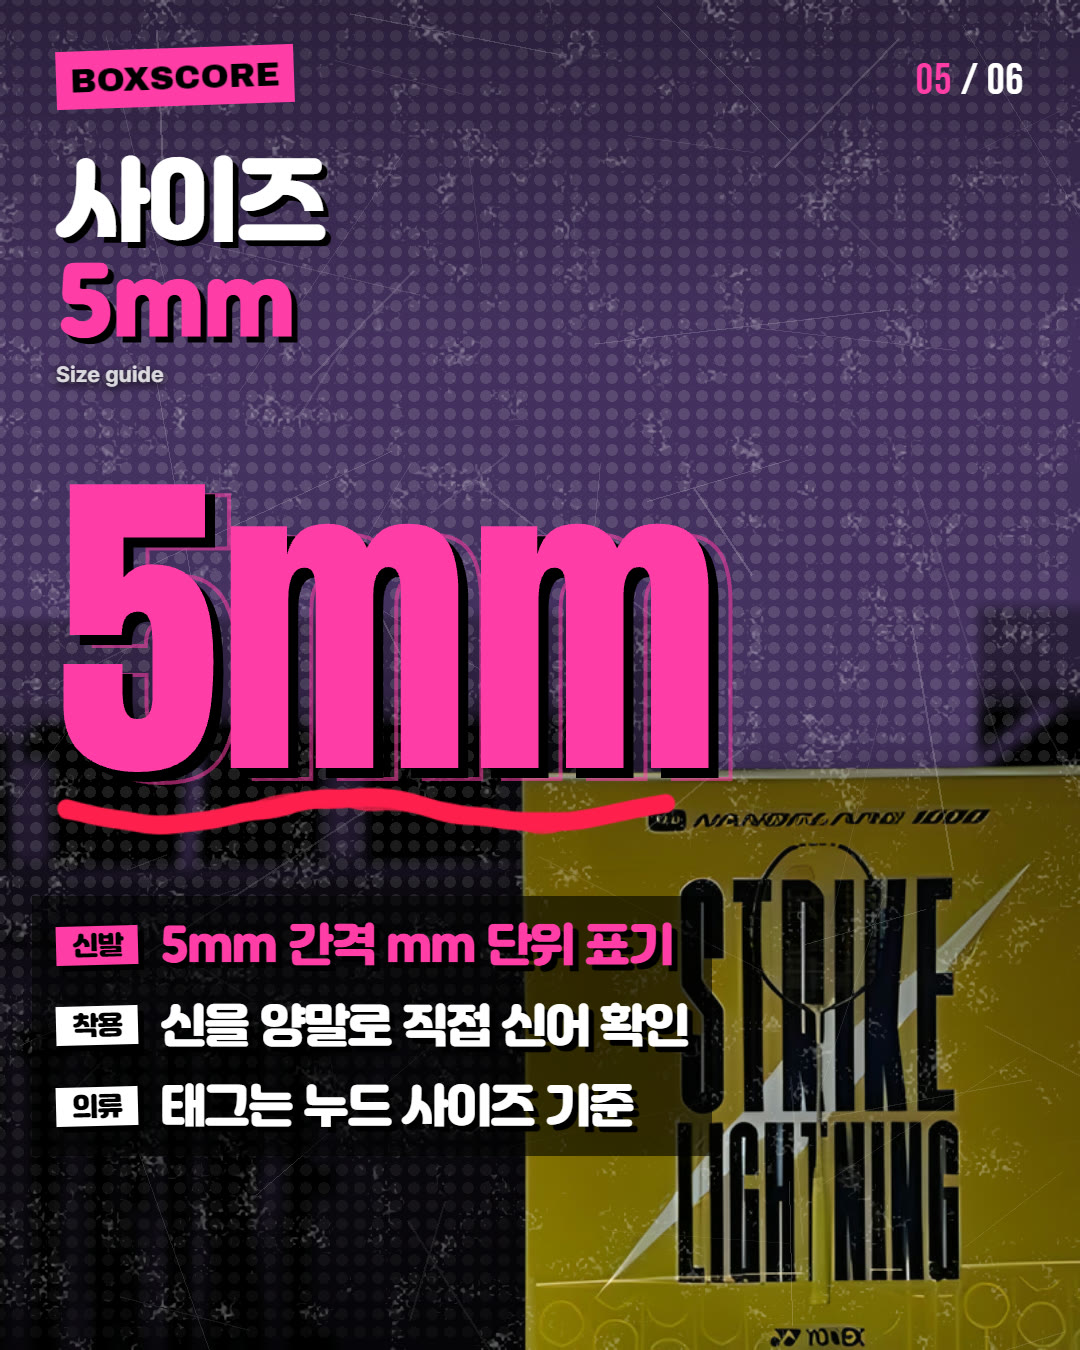 BOXSCORE
05 / 06
사이즈
5mm
Size guide
5mm
신발 5mm 간격 mm 단위 표기
착용 신을 양말로 직접 신어 확인
의류 태그는 누드 사이즈 기준
NANOFLARE 1000
STRIKE
LIGHTNING
YONEX